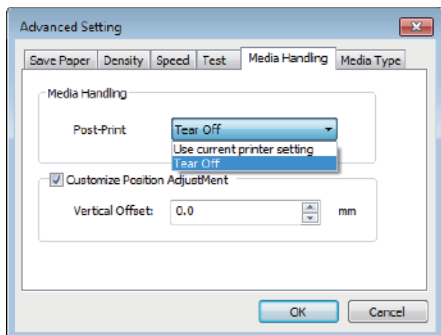 Advanced Setting
Save Paper Density Speed Test Media Handling Media Type
Media Handling
Post-Print Tear Off
Use current printer setting
Tear Off
Customize Position AdjustMent
Vertical Offset: 0.0 mm
OK Cancel